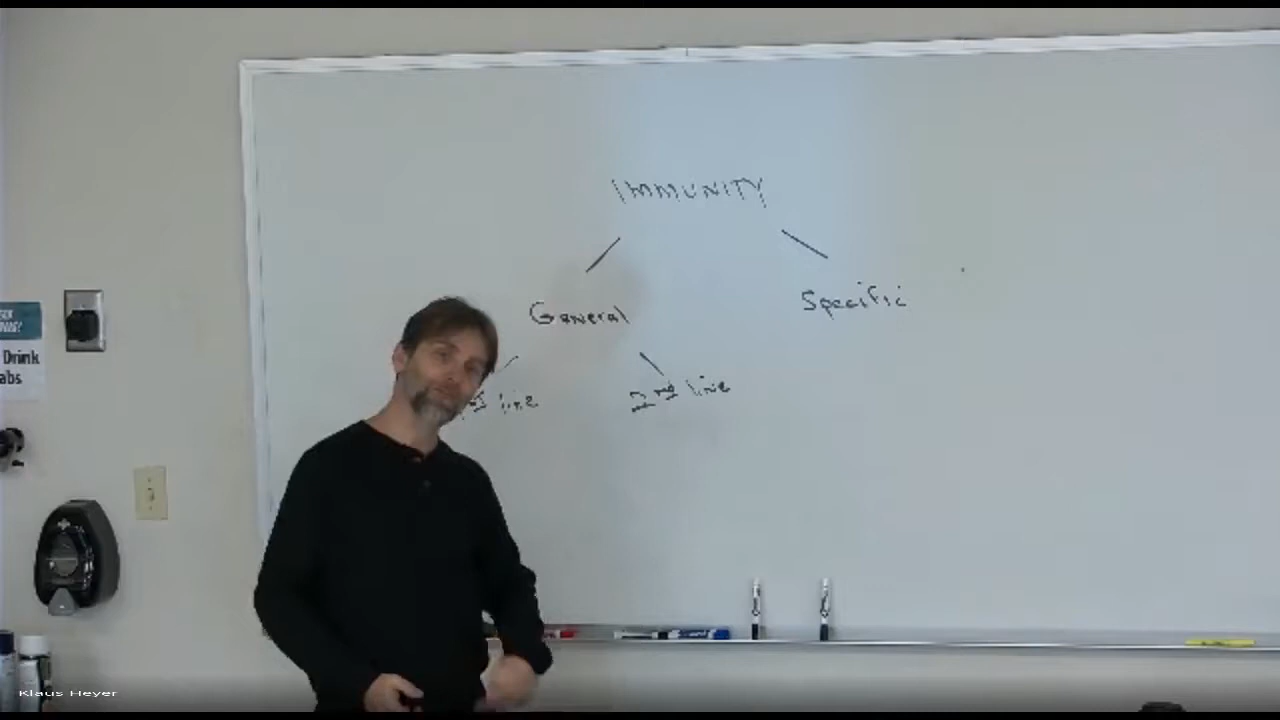 IMMUNITY
General
Specific
line
2nd line
Drink
abs
Klaus Heyer